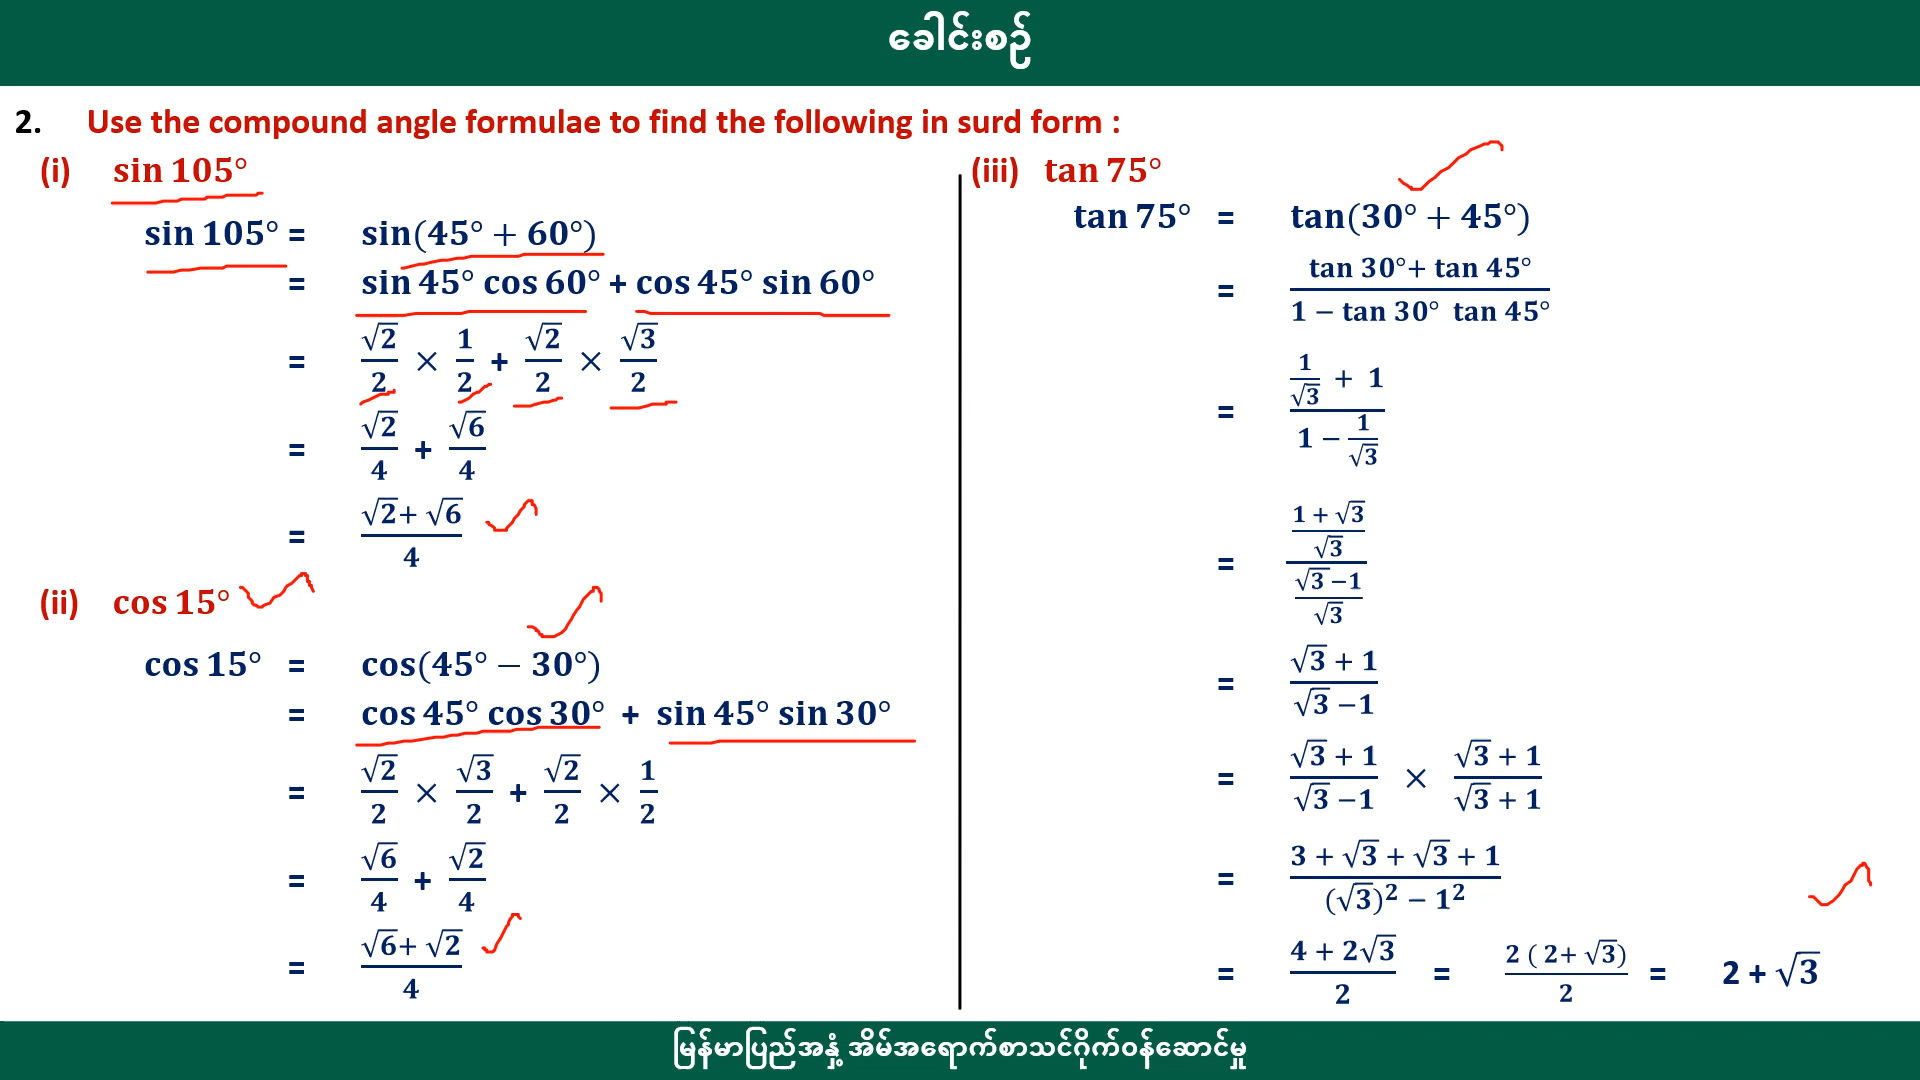 ခေါင်းစဉ်
2. Use the compound angle formulae to find the following in surd form :
(i) sin 105°
sin 105° = sin(45° + 60°)
= sin 45° cos 60° + cos 45° sin 60°
= √2/2 × 1/2 + √2/2 × √3/2
= √2/4 + √6/4
= (√2+ √6)/4
(ii) cos 15°
cos 15° = cos(45° − 30°)
= cos 45° cos 30° + sin 45° sin 30°
= √2/2 × √3/2 + √2/2 × 1/2
= √6/4 + √2/4
= (√6+ √2)/4
(iii) tan 75°
tan 75° = tan(30° + 45°)
= (tan 30°+ tan 45°)/(1 − tan 30° tan 45°)
= (1/√3 + 1)/(1 − 1/√3)
= ((1 + √3)/√3)/((√3 −1)/√3)
= (√3 + 1)/(√3 −1)
= (√3 + 1)/(√3 −1) × (√3 + 1)/(√3 + 1)
= (3 + √3 + √3 + 1)/((√3)² − 1²)
= (4 + 2√3)/2 = 2 ( 2+ √3)/2 = 2 + √3
မြန်မာပြည်အနှံ့ အိမ်အရောက်စာသင်ဂိုက်ဝန်ဆောင်မှု